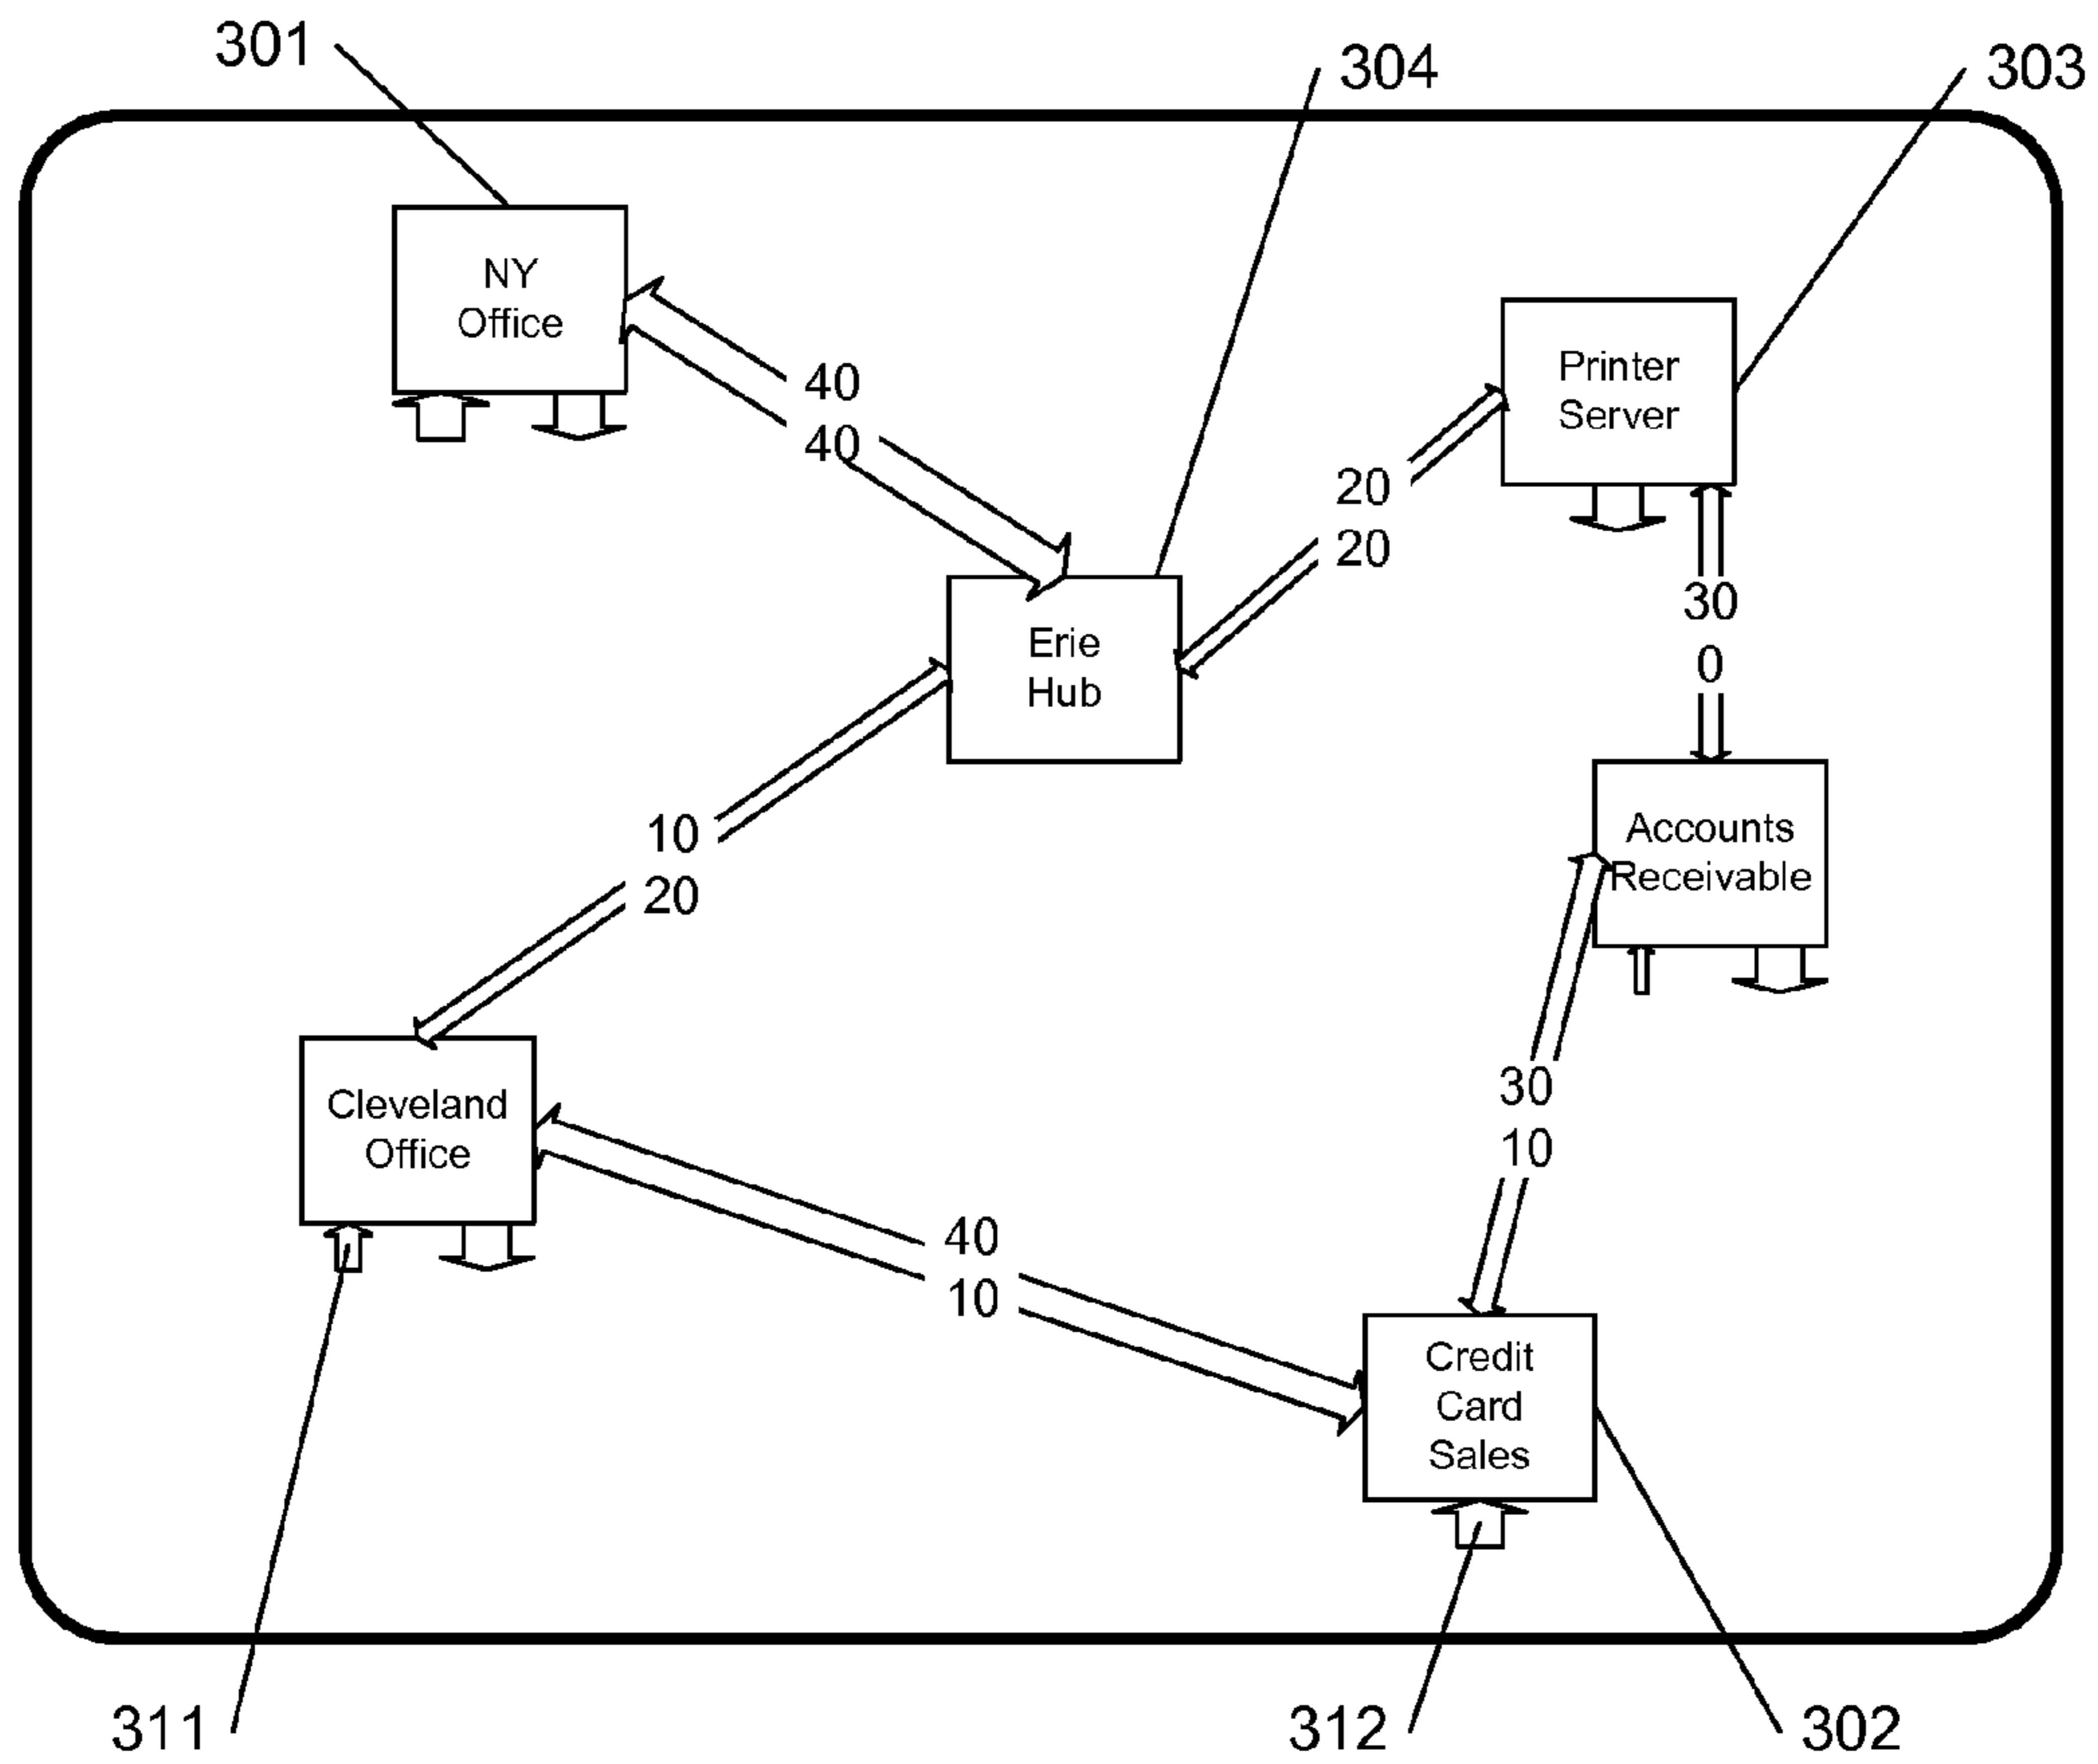 301
304
303
NY
Office
Printer
Server
40
40
20
20
30
0
Erie
Hub
10
20
Accounts
Receivable
Cleveland
Office
30
10
40
10
Credit
Card
Sales
311
312
302